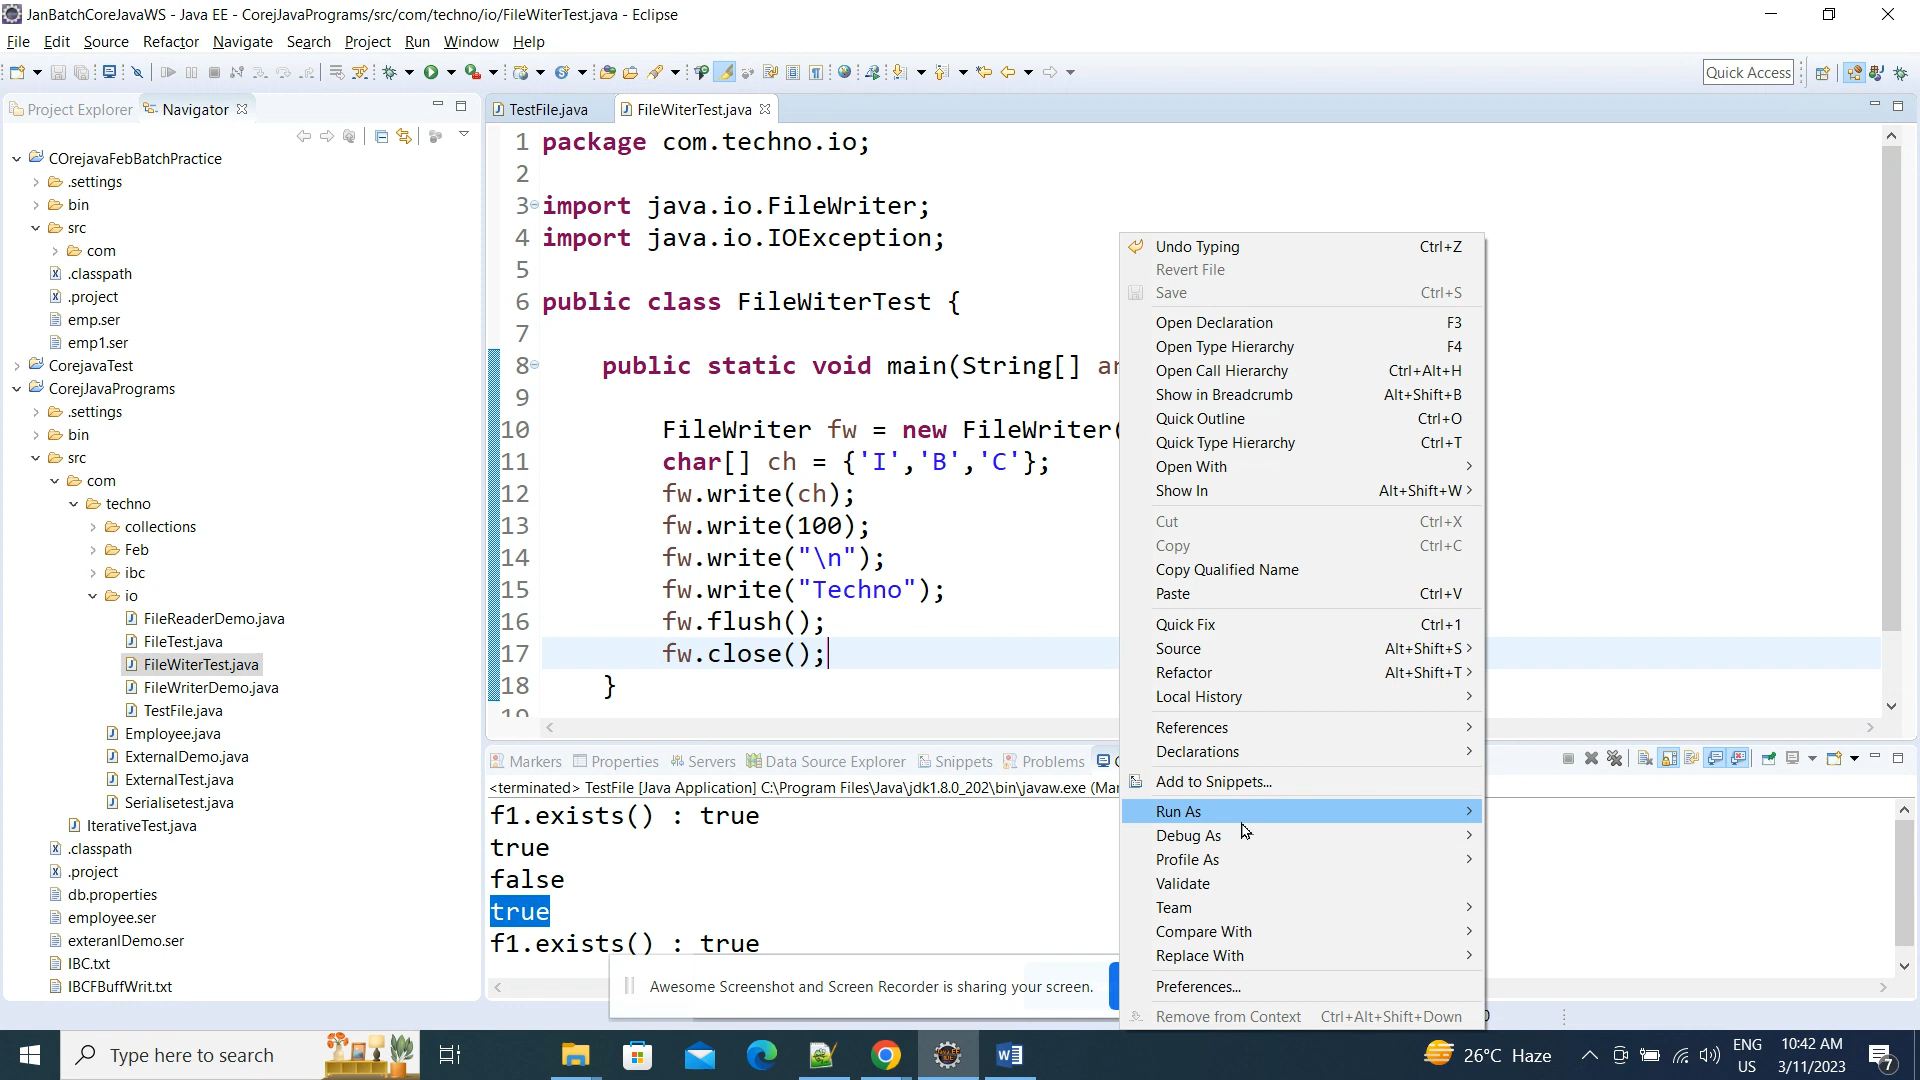 JanBatchCoreJavaWS - Java EE - CorejJavaPrograms/src/com/techno/io/FileWiterTest.java - Eclipse
File Edit Source Refactor Navigate Search Project Run Window Help
Quick Access
Project Explorer Navigator
COrejavaFebBatchPractice
.settings
bin
src
com
.classpath
.project
emp.ser
emp1.ser
CorejavaTest
CorejJavaPrograms
.settings
bin
src
com
techno
collections
Feb
ibc
io
FileReaderDemo.java
FileTest.java
FileWiterTest.java
FileWriterDemo.java
TestFile.java
Employee.java
ExternalDemo.java
ExternalTest.java
Serialisetest.java
IterativeTest.java
.classpath
.project
db.properties
employee.ser
exteranlDemo.ser
IBC.txt
IBCFBuffWrit.txt
TestFile.java FileWiterTest.java
1 package com.techno.io;
2
3 import java.io.FileWriter;
4 import java.io.IOException;
5
6 public class FileWiterTest {
7
8 public static void main(String[] ar
9
10 FileWriter fw = new FileWriter(
11 char[] ch = {'I','B','C'};
12 fw.write(ch);
13 fw.write(100);
14 fw.write("\n");
15 fw.write("Techno");
16 fw.flush();
17 fw.close();
18 }
19
Undo Typing Ctrl+Z
Revert File
Save Ctrl+S
Open Declaration F3
Open Type Hierarchy F4
Open Call Hierarchy Ctrl+Alt+H
Show in Breadcrumb Alt+Shift+B
Quick Outline Ctrl+O
Quick Type Hierarchy Ctrl+T
Open With
Show In Alt+Shift+W
Cut Ctrl+X
Copy Ctrl+C
Copy Qualified Name
Paste Ctrl+V
Quick Fix Ctrl+1
Source Alt+Shift+S
Refactor Alt+Shift+T
Local History
References
Declarations
Add to Snippets...
Run As
Debug As
Profile As
Validate
Team
Compare With
Replace With
Preferences...
Remove from Context Ctrl+Alt+Shift+Down
Markers Properties Servers Data Source Explorer Snippets Problems
<terminated> TestFile [Java Application] C:\Program Files\Java\jdk1.8.0_202\bin\javaw.exe (Mar
f1.exists() : true
true
false
true
f1.exists() : true
Awesome Screenshot and Screen Recorder is sharing your screen.
Type here to search
26°C Haze
ENG
US
10:42 AM
3/11/2023
7